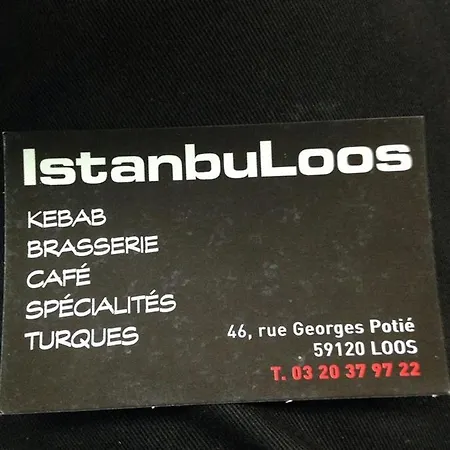 IstanbuLoos
KEBAB
BRASSERIE
CAFÉ
SPÉCIALITÉS
TURQUES
46, rue Georges Potié
59120 LOOS
T. 03 20 37 97 22